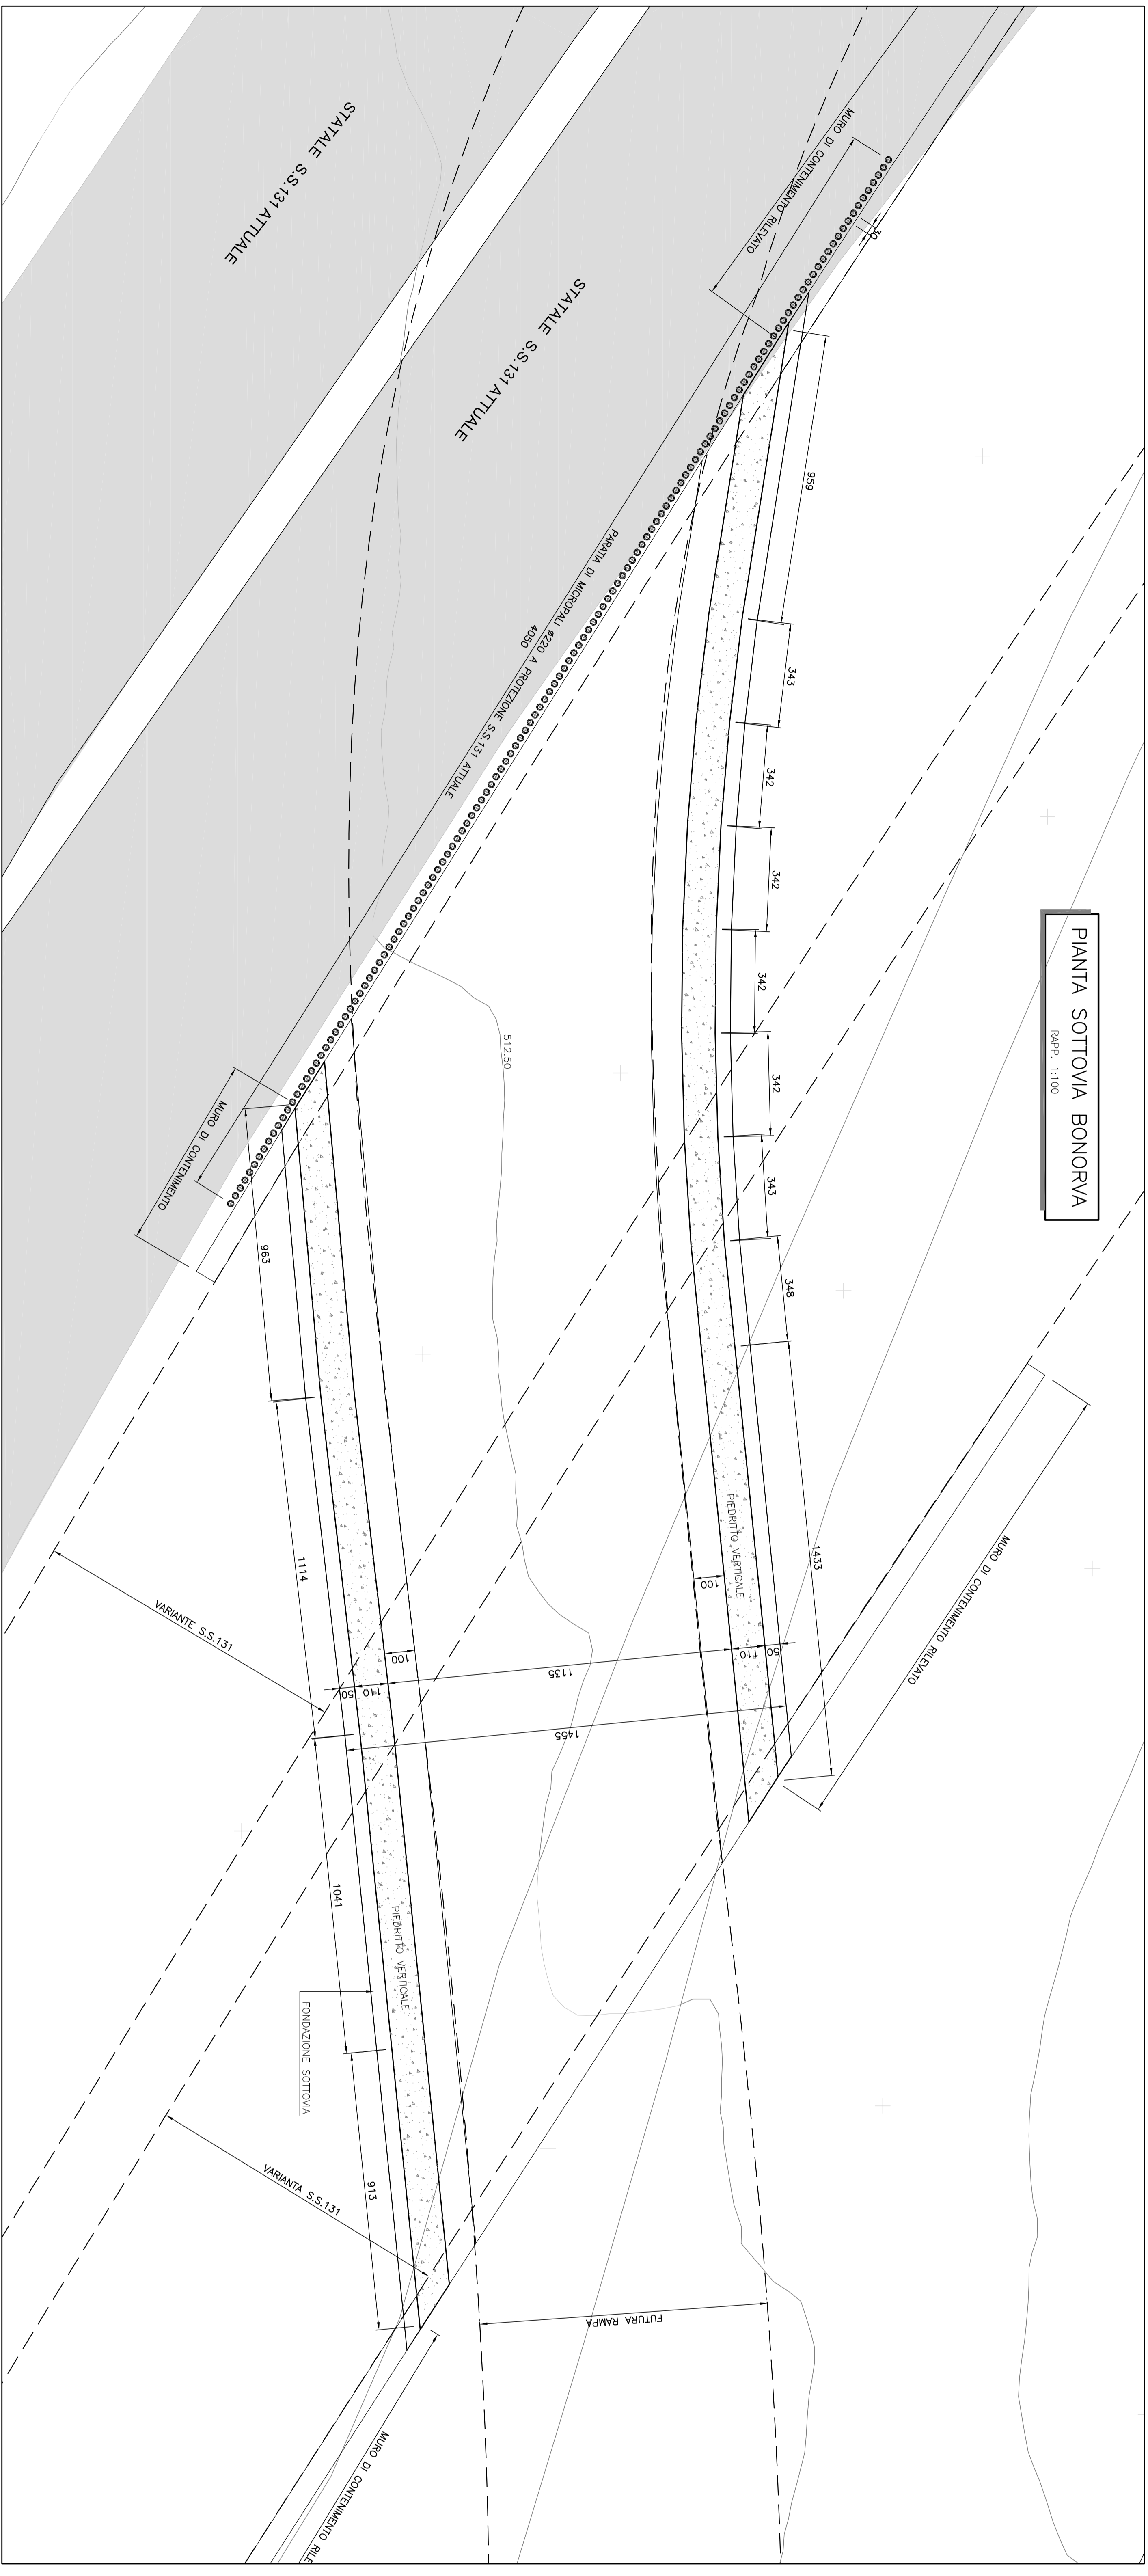 PIANTA SOTTOVIA BONORVA
RAPP. 1:100
STATALE S.S.131 ATTUALE
STATALE S.S.131 ATTUALE
MURO DI CONTENIMENTO RILEVATO
70
PARATIA DI MICROPALI ø220 A PROTEZIONE S.S.131 ATTUALE
4050
959
343
342
342
342
342
343
348
1433
MURO DI CONTENIMENTO RILEVATO
512.50
MURO DI CONTENIMENTO
963
1114
1041
913
PIEDRITTO VERTICALE
PIEDRITTO VERTICALE
100
50
110
1135
100
110
50
1455
VARIANTE S.S.131
VARIANTA S.S.131
FONDAZIONE SOTTOVIA
FUTURA RAMPA
MURO DI CONTENIMENTO RILE